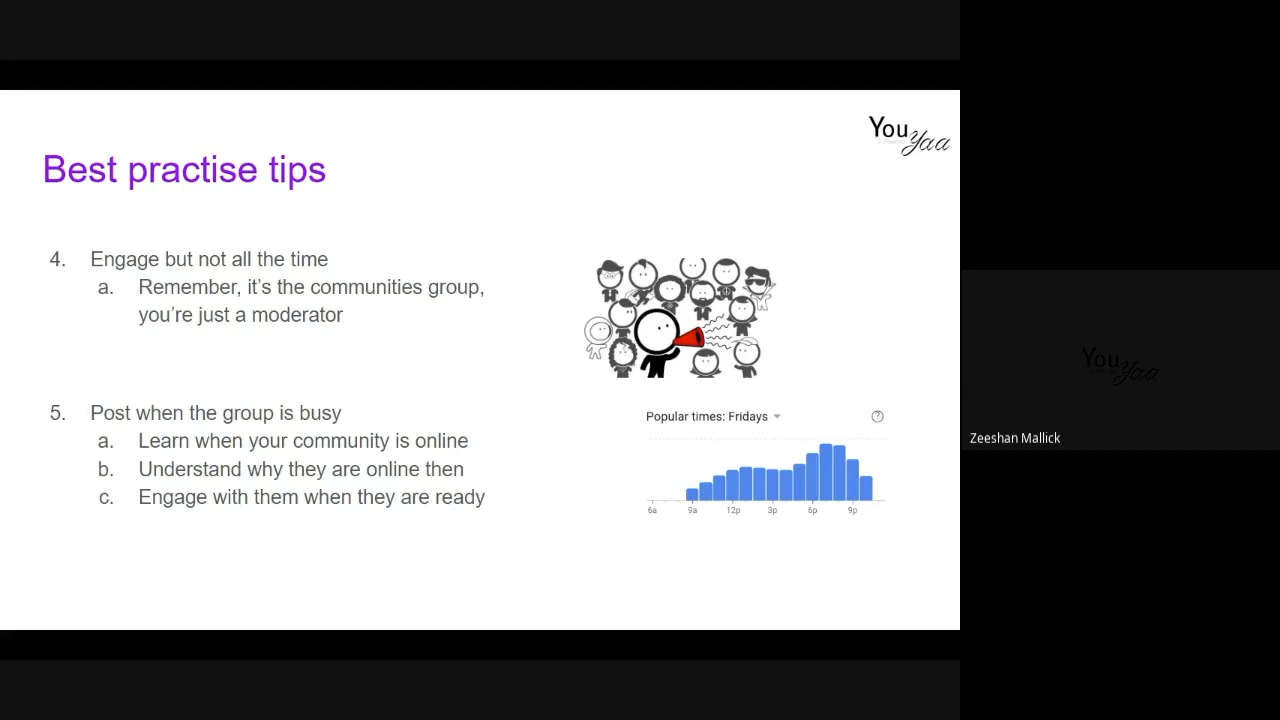 You
Yaa
Best practise tips
4. Engage but not all the time
a. Remember, it's the communities group,
you're just a moderator
5. Post when the group is busy
a. Learn when your community is online
b. Understand why they are online then
c. Engage with them when they are ready
Popular times: Fridays
?
6a 9a 12p 3p 6p 9p
You
Yaa
Zeeshan Mallick